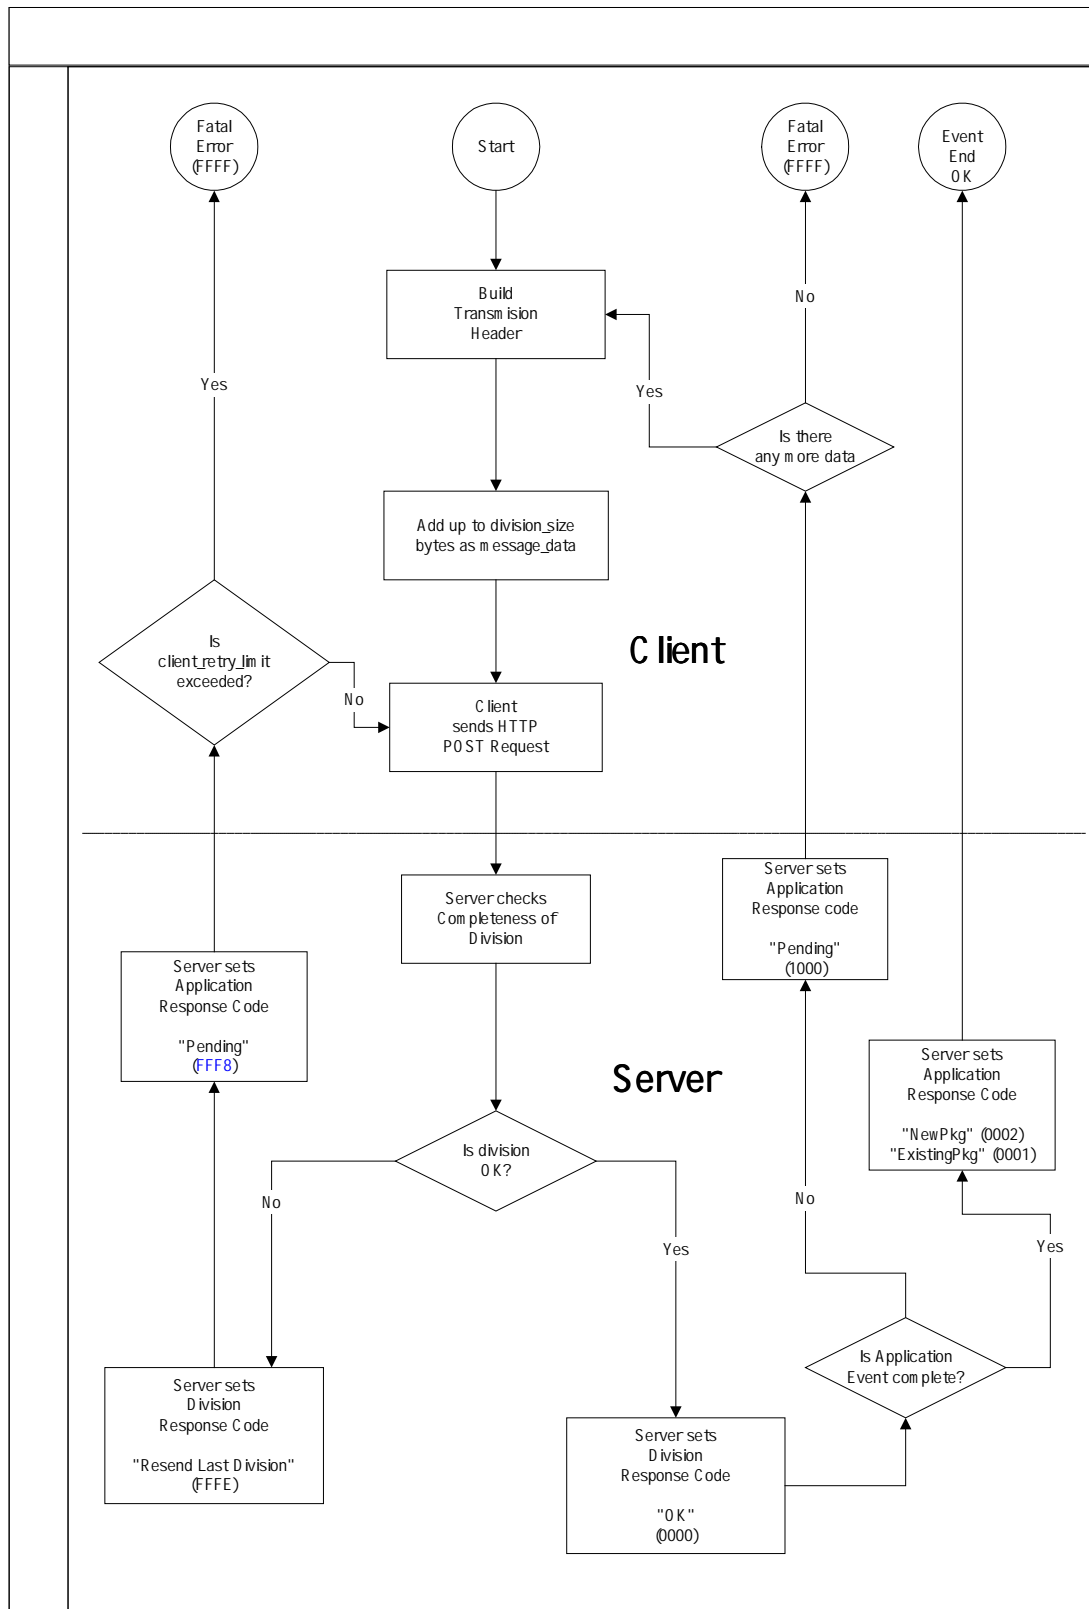 Fatal
Error
(FFFF)
Start
Fatal
Error
(FFFF)
Event
End
OK
Build
Transmision
Header
No
Yes
Yes
Is there
any more data
Add up to division_size
bytes as message_data
Is
client_retry_limit
exceeded?
Client
No
Client
sends HTTP
POST Request
Server checks
Completeness of
Division
Server sets
Application
Response code
"Pending"
(1000)
Server sets
Application
Response Code
"Pending"
(FFF8)
Server
Server sets
Application
Response Code
"NewPkg" (0002)
"ExistingPkg" (0001)
Is division
OK?
No
Yes
No
Yes
Is Application
Event complete?
Server sets
Division
Response Code
"Resend Last Division"
(FFFE)
Server sets
Division
Response Code
"OK"
(0000)